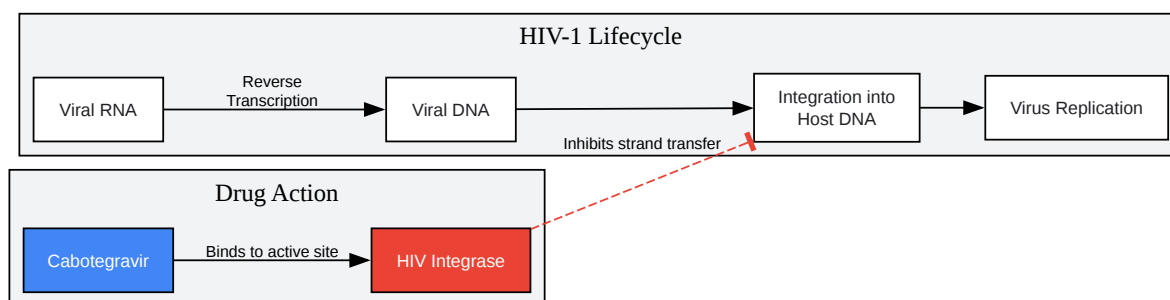 HIV-1 Lifecycle
Viral RNA
Reverse
Transcription
Viral DNA
Integration into
Host DNA
Virus Replication
Inhibits strand transfer
Drug Action
Cabotegravir
Binds to active site
HIV Integrase